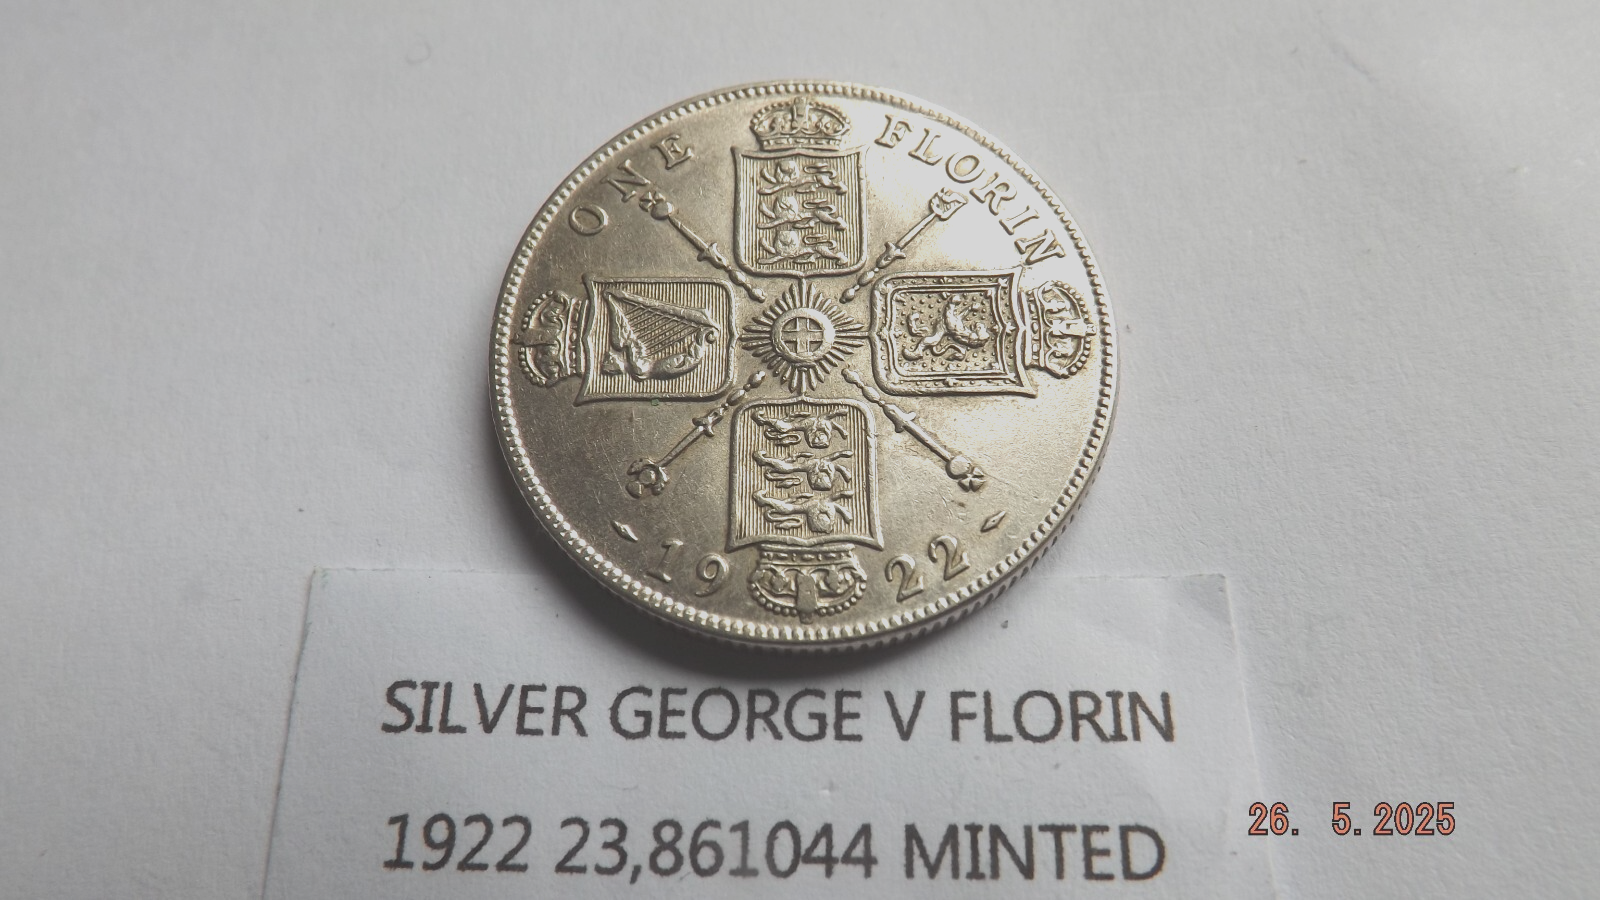 ONE FLORIN
1922
SILVER GEORGE V FLORIN
1922 23,861044 MINTED
26. 5.2025